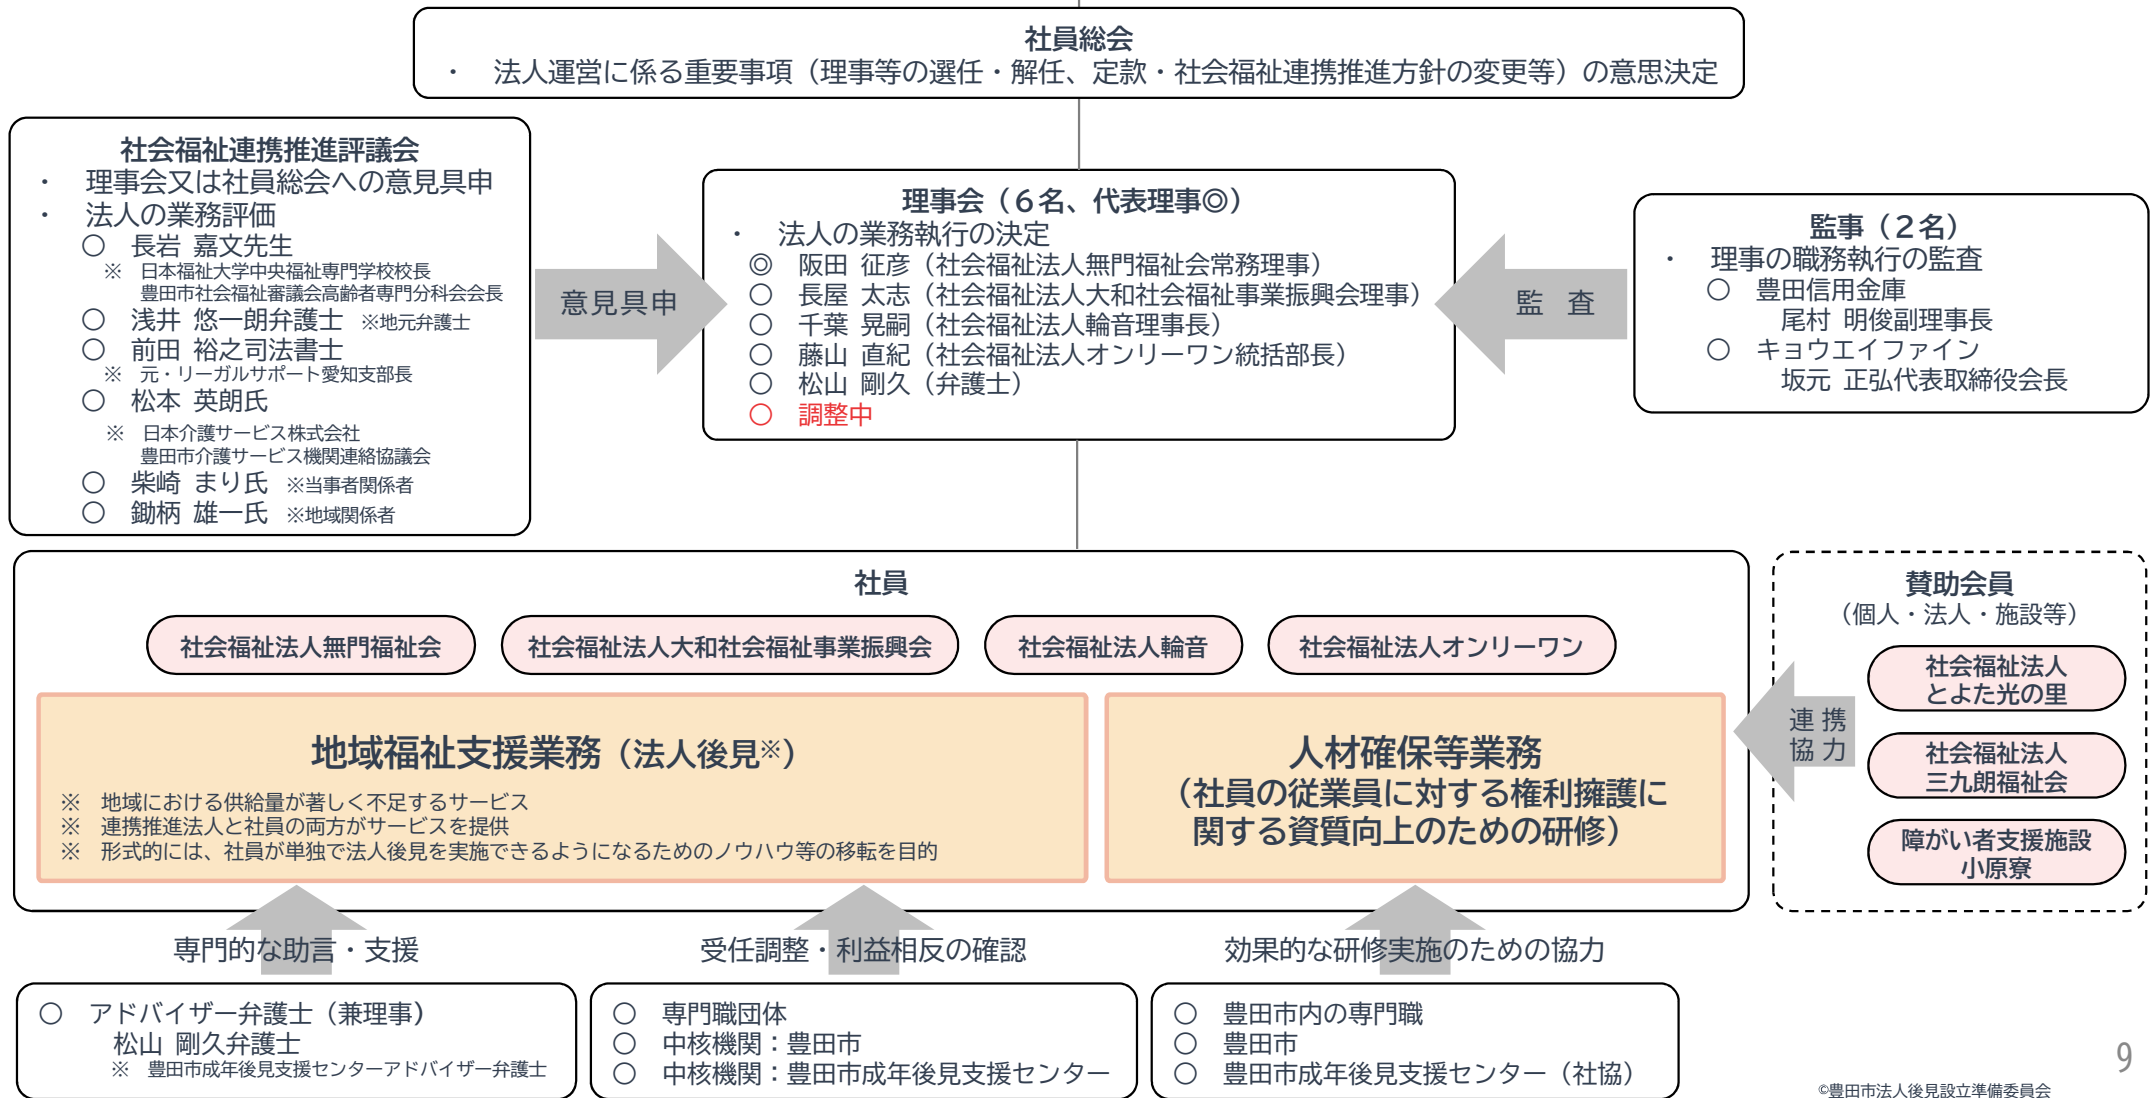 社員総会
・　法人運営に係る重要事項（理事等の選任・解任、定款・社会福祉連携推進方針の変更等）の意思決定
社会福祉連携推進評議会
・　理事会又は社員総会への意見具申
・　法人の業務評価
○　長岩 嘉文先生
※　日本福祉大学中央福祉専門学校校長
豊田市社会福祉審議会高齢者専門分科会会長
○　浅井 悠一朗弁護士　※地元弁護士
○　前田 裕之司法書士
※　元・リーガルサポート愛知支部長
○　松本 英朗氏
※　日本介護サービス株式会社
豊田市介護サービス機関連絡協議会
○　柴崎 まり氏　※当事者関係者
○　鋤柄 雄一氏　※地域関係者
意見具申
理事会（６名、代表理事◎）
・　法人の業務執行の決定
◎　阪田 征彦（社会福祉法人無門福祉会常務理事）
○　長屋 太志（社会福祉法人大和社会福祉事業振興会理事）
○　千葉 晃嗣（社会福祉法人輪音理事長）
○　藤山 直紀（社会福祉法人オンリーワン統括部長）
○　松山 剛久（弁護士）
○　調整中
監　査
監事（２名）
・　理事の職務執行の監査
○　豊田信用金庫
尾村 明俊副理事長
○　キョウエイファイン
坂元 正弘代表取締役会長
社員
社会福祉法人無門福祉会
社会福祉法人大和社会福祉事業振興会
社会福祉法人輪音
社会福祉法人オンリーワン
地域福祉支援業務（法人後見※）
※　地域における供給量が著しく不足するサービス
※　連携推進法人と社員の両方がサービスを提供
※　形式的には、社員が単独で法人後見を実施できるようになるためのノウハウ等の移転を目的
人材確保等業務
（社員の従業員に対する権利擁護に
関する資質向上のための研修）
連携
協力
賛助会員
（個人・法人・施設等）
社会福祉法人
とよた光の里
社会福祉法人
三九朗福祉会
障がい者支援施設
小原寮
専門的な助言・支援
受任調整・利益相反の確認
効果的な研修実施のための協力
○　アドバイザー弁護士（兼理事）
松山 剛久弁護士
※　豊田市成年後見支援センターアドバイザー弁護士
○　専門職団体
○　中核機関：豊田市
○　中核機関：豊田市成年後見支援センター
○　豊田市内の専門職
○　豊田市
○　豊田市成年後見支援センター（社協）
9
©豊田市法人後見設立準備委員会